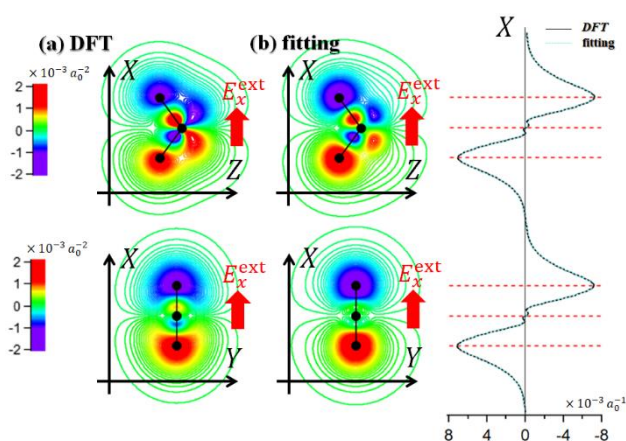 (a) DFT
(b) fitting
X
DFT
fitting
× 10⁻³ a₀⁻²
2
1
0
-1
-2
X
E_x^ext
Z
X
E_x^ext
Z
× 10⁻³ a₀⁻²
2
1
0
-1
-2
X
E_x^ext
Y
X
E_x^ext
Y
8 4 0 -4 -8
× 10⁻³ a₀⁻¹